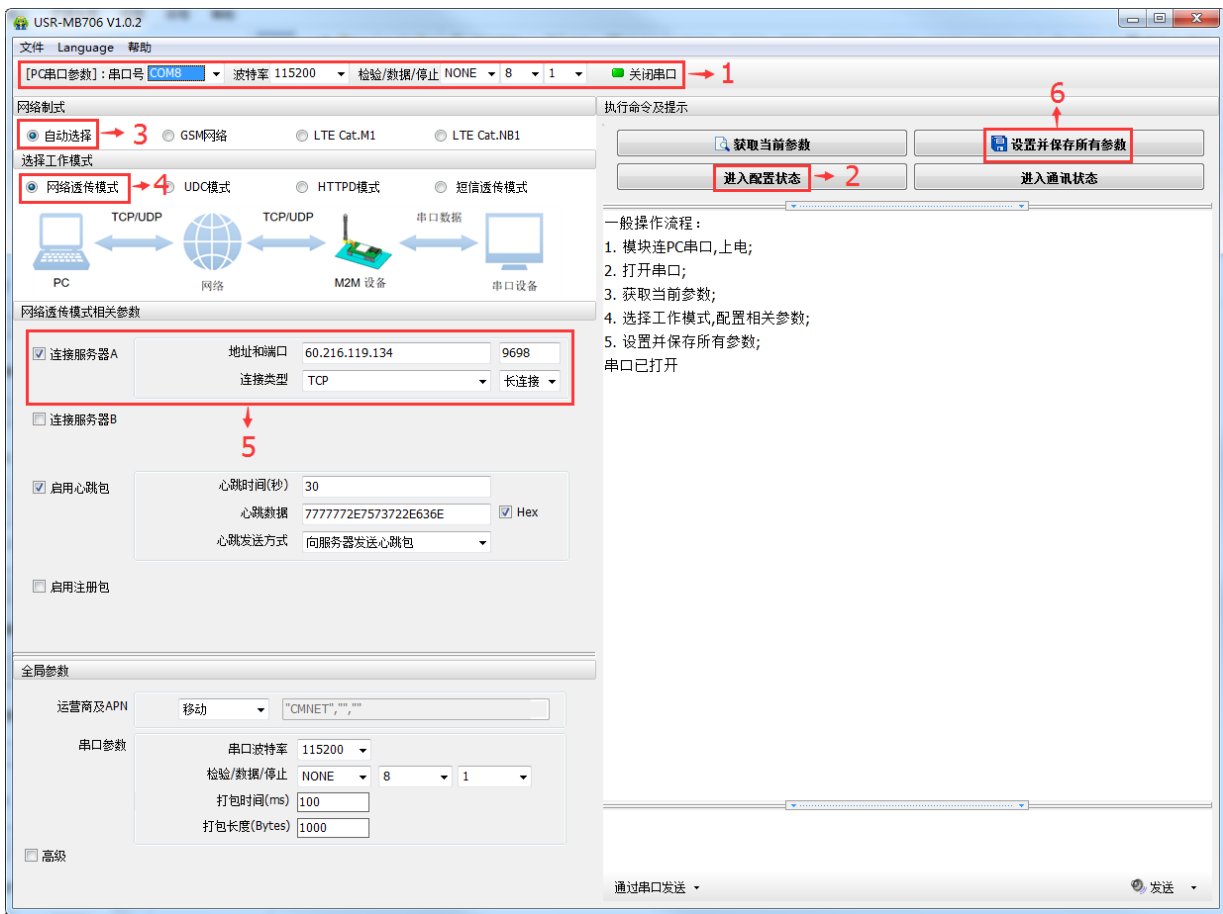 USR-MB706 V1.0.2
文件 Language 帮助
[PC串口参数]:串口号 COM8 波特率 115200 检验/数据/停止 NONE 8 1 关闭串口 1
网络制式
自动选择 3 GSM网络 LTE Cat.M1 LTE Cat.NB1
选择工作模式
网络透传模式 4 UDC模式 HTTPD模式 短信透传模式
TCP/UDP TCP/UDP 串口数据
PC 网络 M2M 设备 串口设备
网络透传模式相关参数
连接服务器A 地址和端口 60.216.119.134 9698
连接类型 TCP 长连接
连接服务器B
5
启用心跳包 心跳时间(秒) 30
心跳数据 7777772E7573722E636E Hex
心跳发送方式 向服务器发送心跳包
启用注册包
全局参数
运营商及APN 移动 "CMNET","",""
串口参数 串口波特率 115200
检验/数据/停止 NONE 8 1
打包时间(ms) 100
打包长度(Bytes) 1000
高级
执行命令及提示
6
获取当前参数 设置并保存所有参数
进入配置状态 2 进入通讯状态
一般操作流程:
1. 模块连PC串口,上电;
2. 打开串口;
3. 获取当前参数;
4. 选择工作模式,配置相关参数;
5. 设置并保存所有参数;
串口已打开
通过串口发送 发送